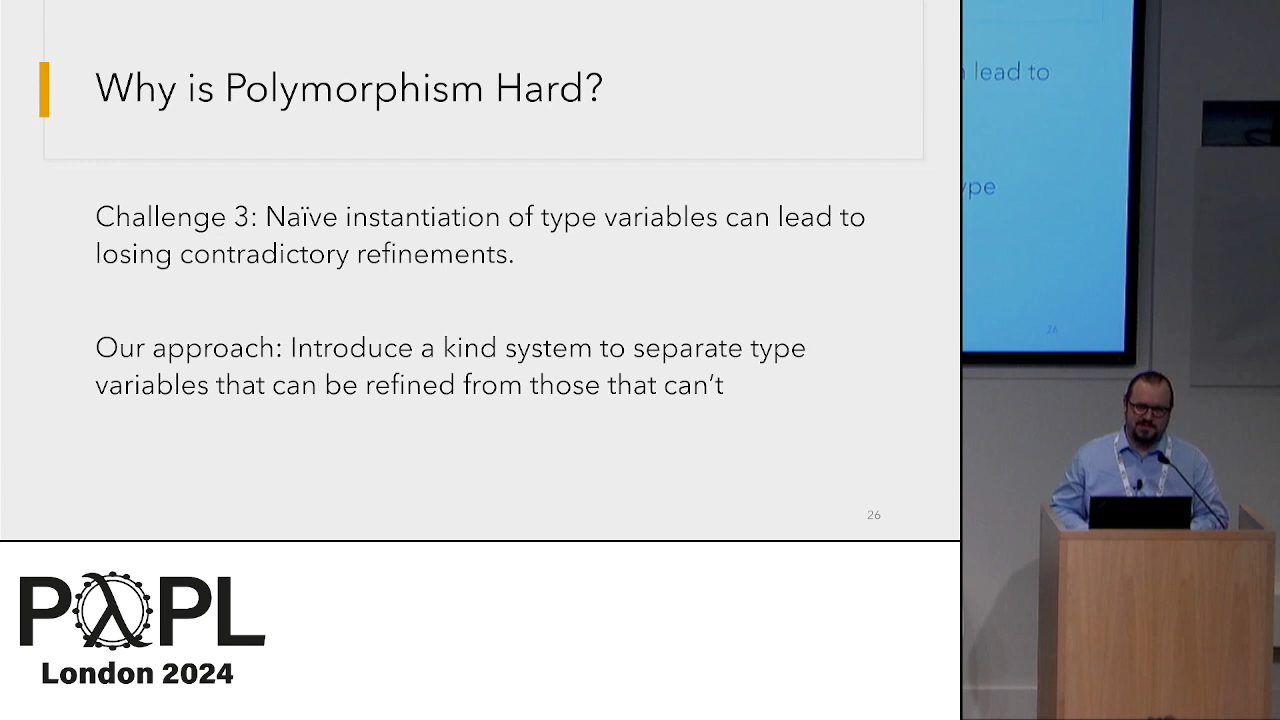 Why is Polymorphism Hard?
Challenge 3: Naïve instantiation of type variables can lead to
losing contradictory refinements.
Our approach: Introduce a kind system to separate type
variables that can be refined from those that can’t
26
PλPL
London 2024
lead to
ype
26